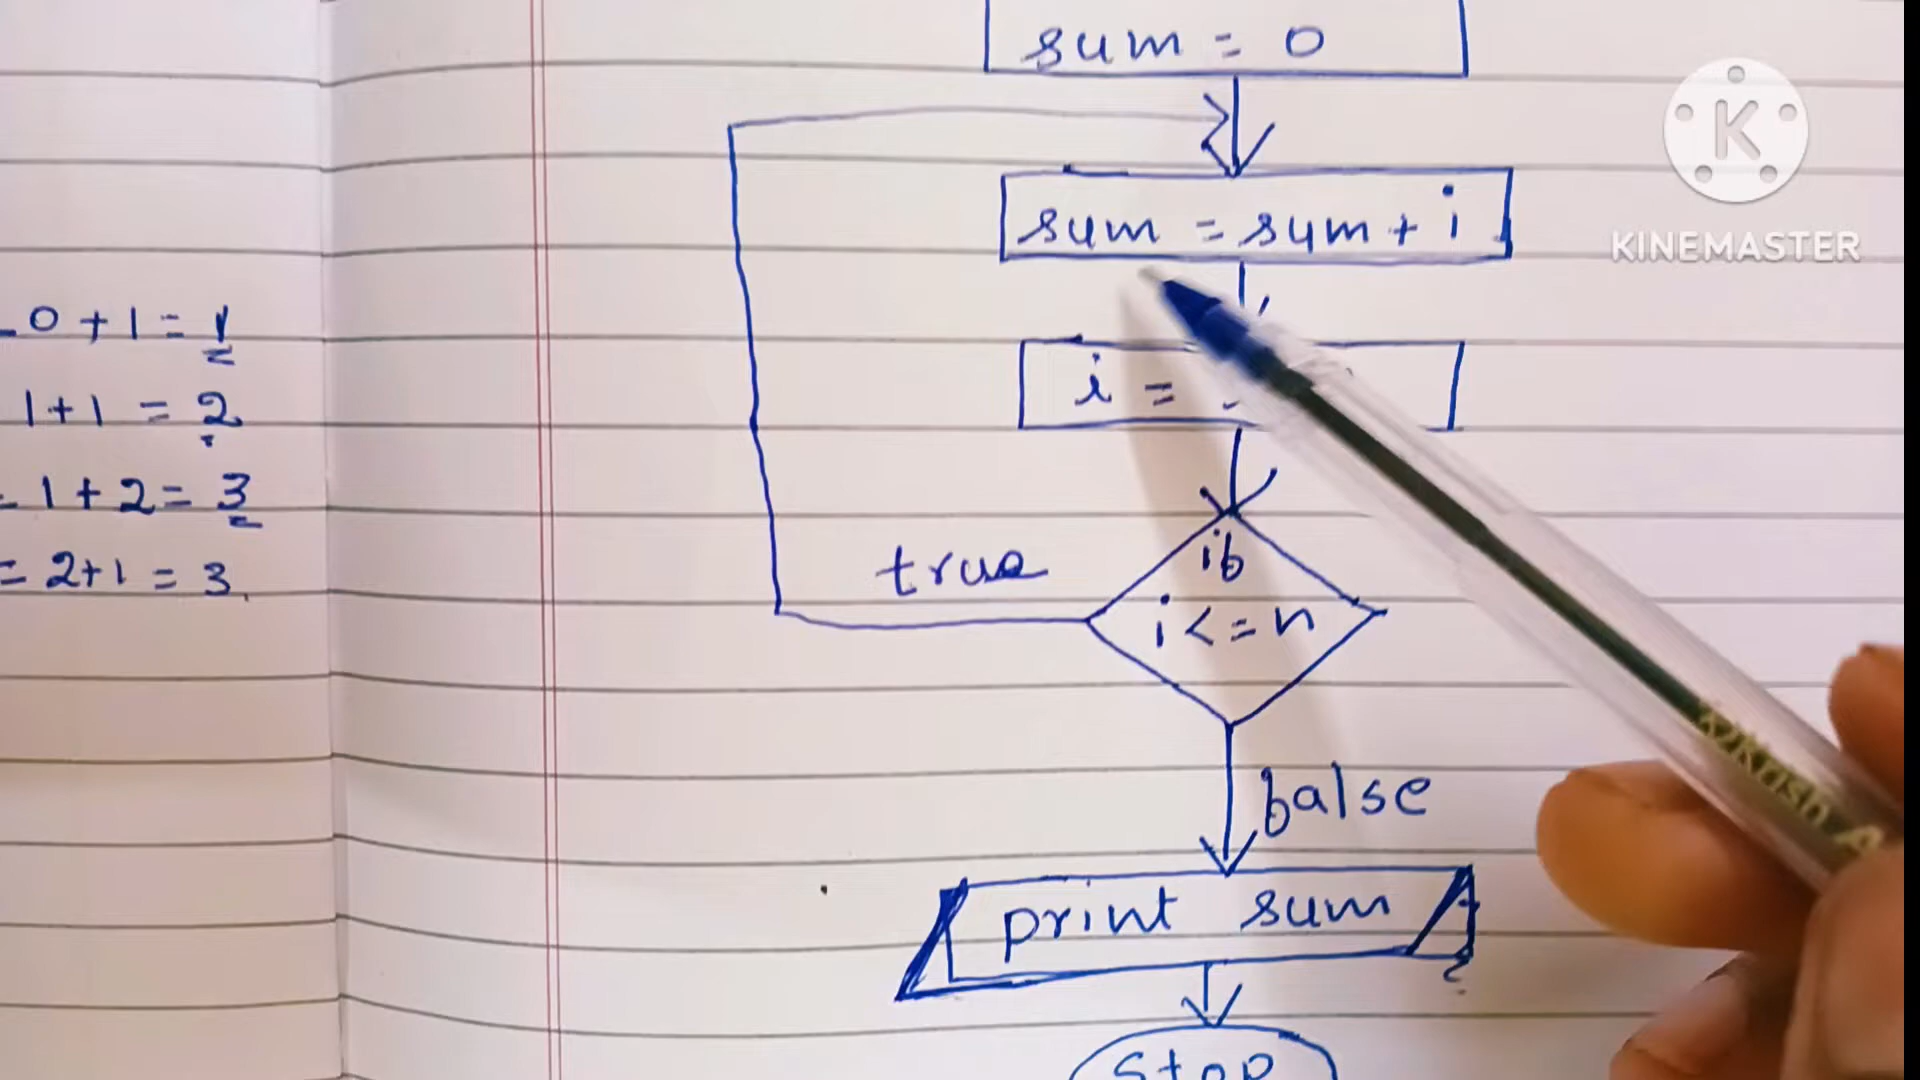 sum = 0
sum = sum + i
i =
if
i <= n
true
false
print sum
Stop
0 + 1 = 1
1 + 1 = 2
= 1 + 2 = 3
= 2 + 1 = 3
K
KINEMASTER